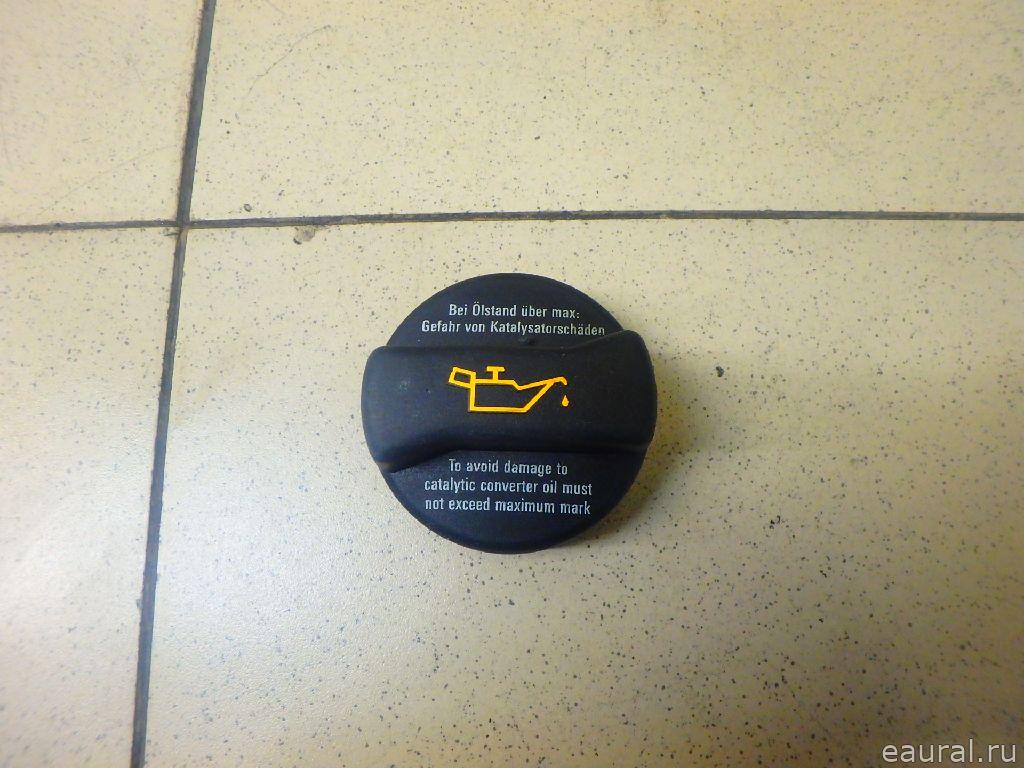 Bei Ölstand über max:
Gefahr von Katalysatorschäden
To avoid damage to
catalytic converter oil must
not exceed maximum mark
eaural.ru